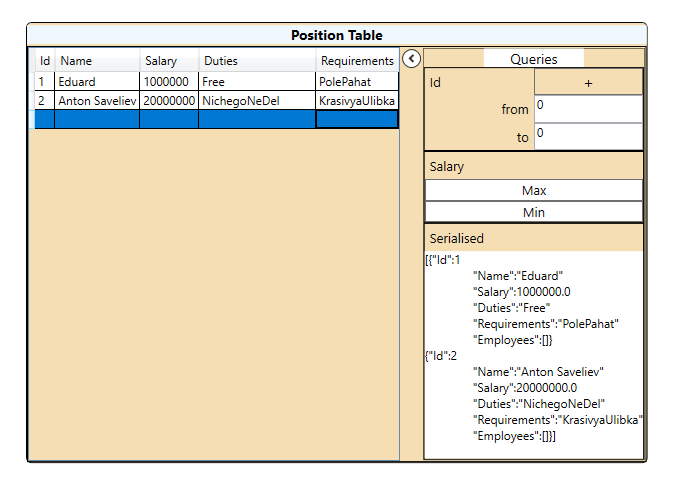 Position Table
Id Name Salary Duties Requirements
1 Eduard 1000000 Free PolePahat
2 Anton Saveliev 20000000 NichegoNeDel KrasivyaUlibka
Queries
Id +
from 0
to 0
Salary
Max
Min
Serialised
[{"Id":1
"Name":"Eduard"
"Salary":1000000.0
"Duties":"Free"
"Requirements":"PolePahat"
"Employees":[]}
{"Id":2
"Name":"Anton Saveliev"
"Salary":20000000.0
"Duties":"NichegoNeDel"
"Requirements":"KrasivyaUlibka"
"Employees":[]}]